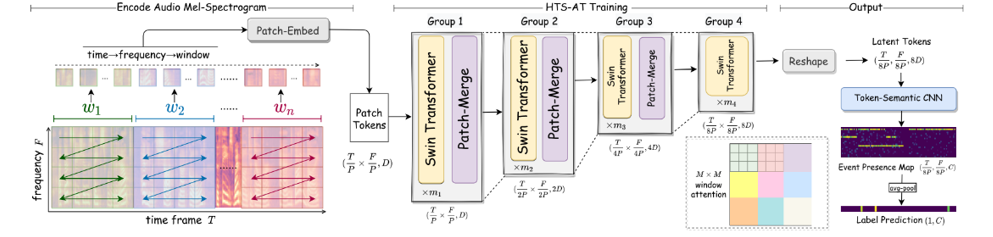 Encode Audio Mel-Spectrogram
time→frequency→window
Patch-Embed
w1
w2
wn
......
......
frequency F
time frame T
Patch
Tokens
(T/P × F/P, D)
HTS-AT Training
Group 1
Group 2
Group 3
Group 4
Swin Transformer
Patch-Merge
×m1
(T/P × F/P, D)
Swin Transformer
Patch-Merge
×m2
(T/2P × F/2P, 2D)
Swin Transformer
Patch-Merge
×m3
(T/4P × F/4P, 4D)
Swin Transformer
×m4
(T/8P × F/8P, 8D)
M × M
window
attention
Output
Reshape
Latent Tokens
(T/8P, F/8P, 8D)
Token-Semantic CNN
Event Presence Map (T/8P, F/8P, C)
avg-pool
Label Prediction (1, C)